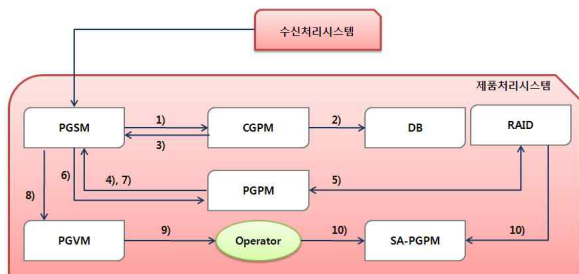 수신처리시스템
제품처리시스템
PGSM
1)
3)
CGPM
2)
DB
RAID
8)
6)
4), 7)
PGPM
5)
PGVM
9)
Operator
10)
SA-PGPM
10)